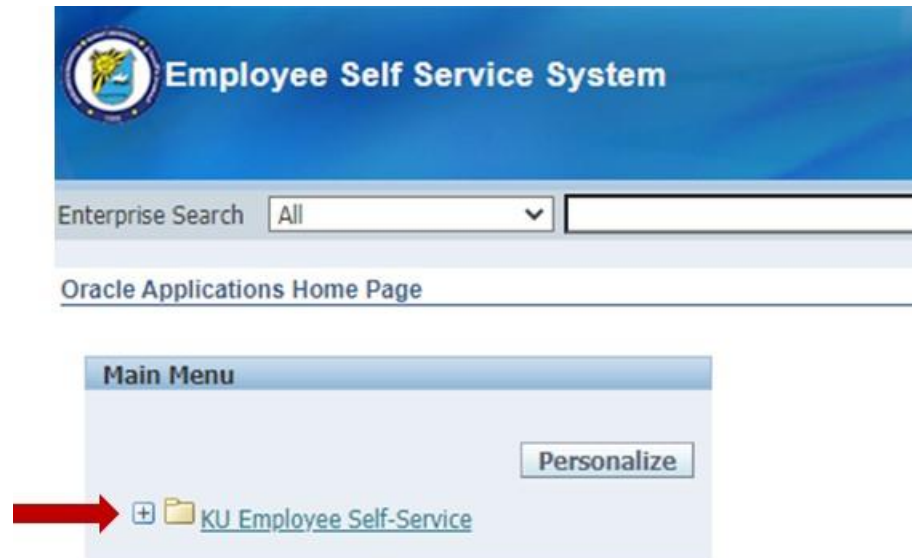 Employee Self Service System
Enterprise Search All
Oracle Applications Home Page
Main Menu
Personalize
KU Employee Self-Service